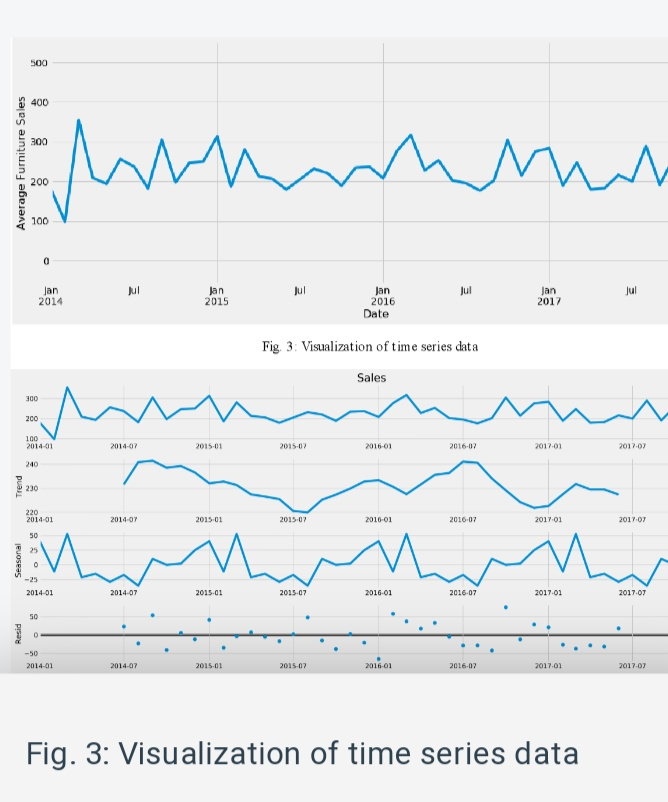 Average Furniture Sales
500
400
300
200
100
0
Jan Jul Jan Jul Jan Jul Jan Jul
2014 2015 2016 2017
Date
Fig. 3: Visualization of time series data
Sales
300
200
100
2014-01 2014-07 2015-01 2015-07 2016-01 2016-07 2017-01 2017-07
Trend
240
230
220
2014-01 2014-07 2015-01 2015-07 2016-01 2016-07 2017-01 2017-07
Seasonal
50
25
0
−25
2014-01 2014-07 2015-01 2015-07 2016-01 2016-07 2017-01 2017-07
Resid
50
0
−50
2014-01 2014-07 2015-01 2015-07 2016-01 2016-07 2017-01 2017-07
Fig. 3: Visualization of time series data